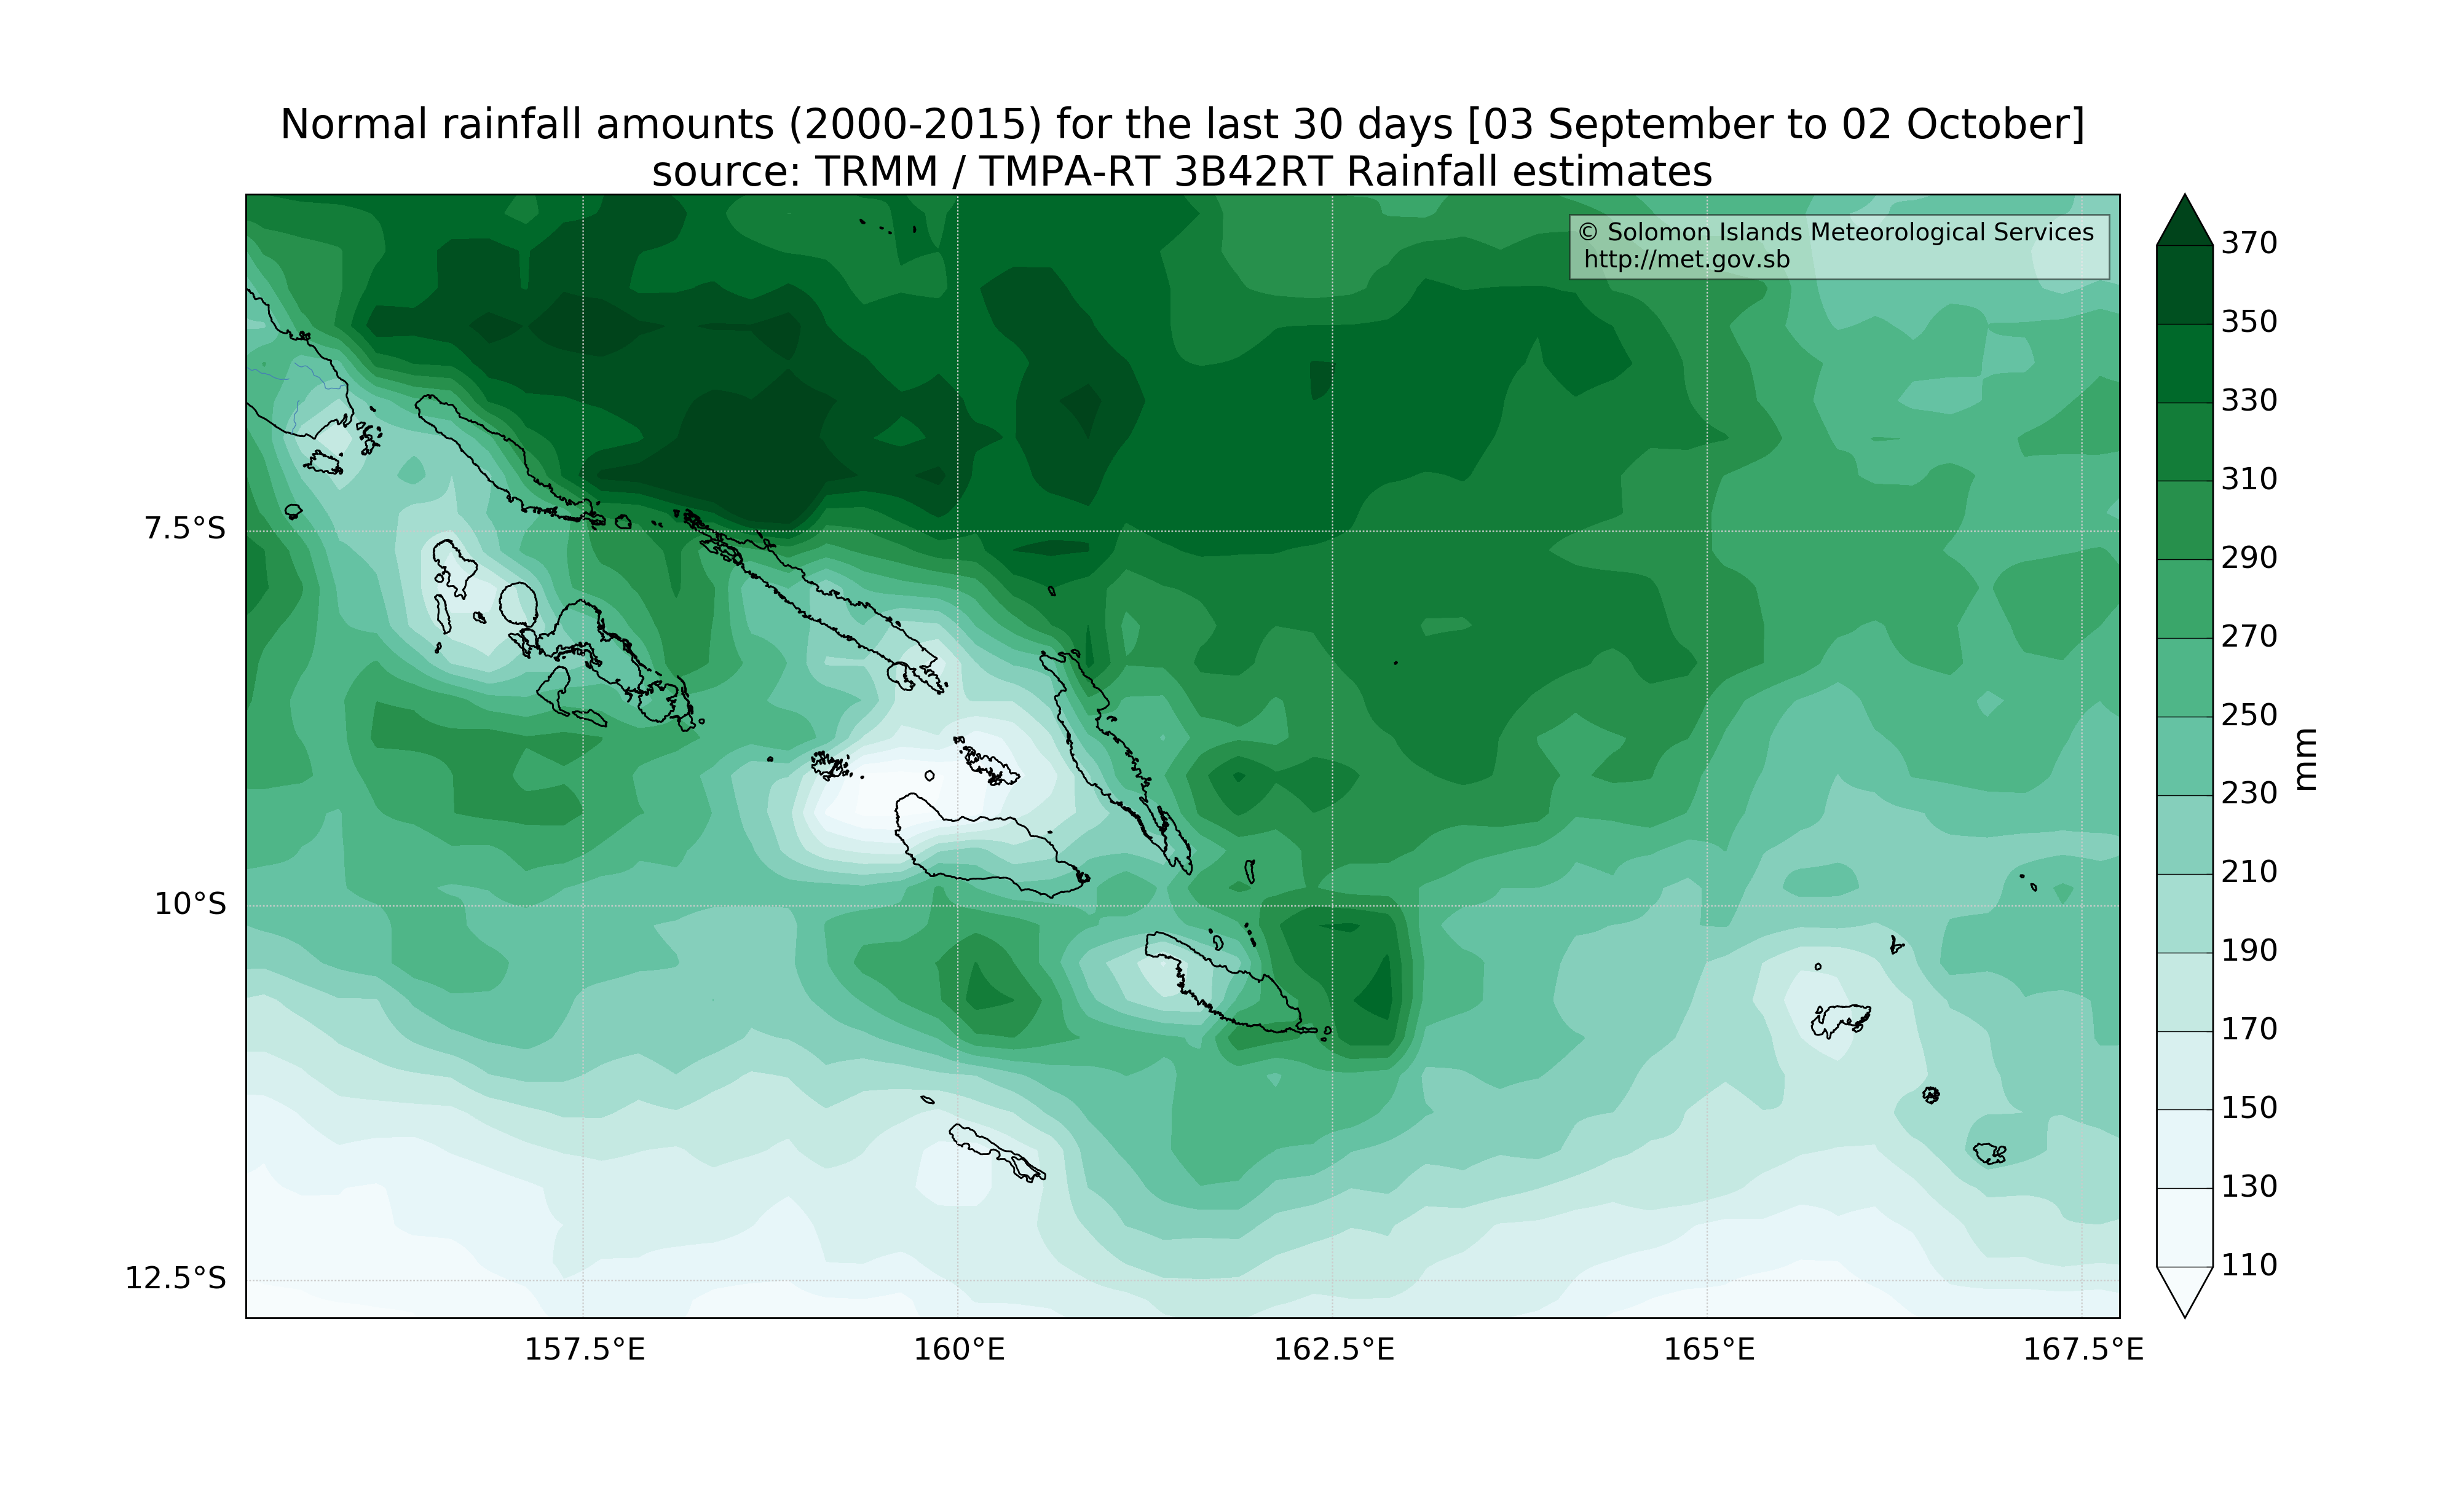 Normal rainfall amounts (2000-2015) for the last 30 days [03 September to 02 October]
source: TRMM / TMPA-RT 3B42RT Rainfall estimates
© Solomon Islands Meteorological Services
http://met.gov.sb
7.5°S
10°S
12.5°S
157.5°E
160°E
162.5°E
165°E
167.5°E
370
350
330
310
290
270
250
230
210
190
170
150
130
110
mm